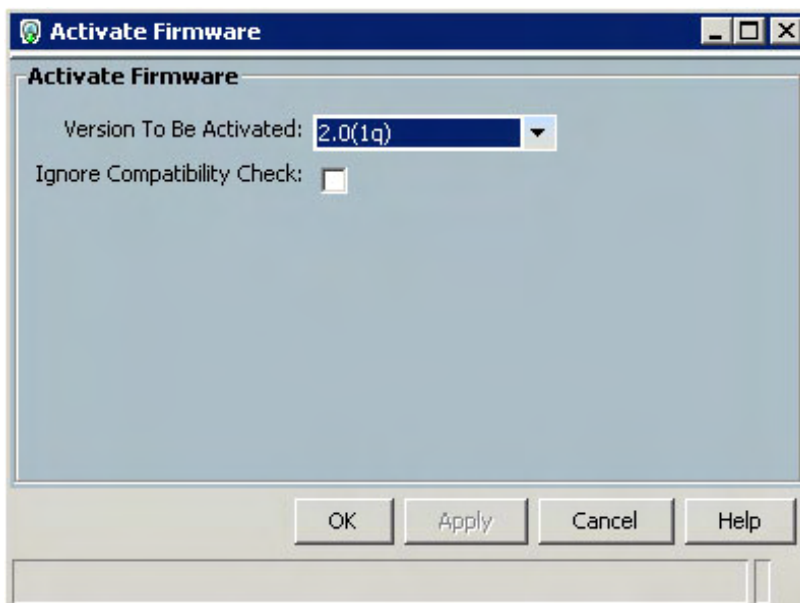 Activate Firmware
Activate Firmware
Version To Be Activated: 2.0(1q)
Ignore Compatibility Check:
OK Apply Cancel Help